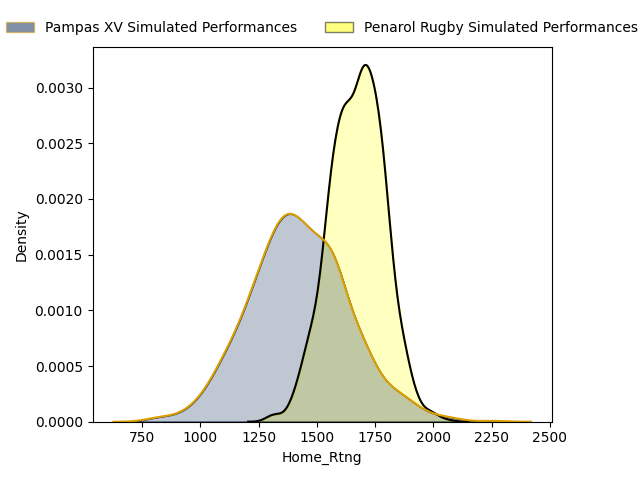 Pampas XV Simulated Performances Penarol Rugby Simulated Performances
0.0030
0.0025
0.0020
0.0015
0.0010
0.0005
0.0000
Density
750 1000 1250 1500 1750 2000 2250 2500
Home_Rtng